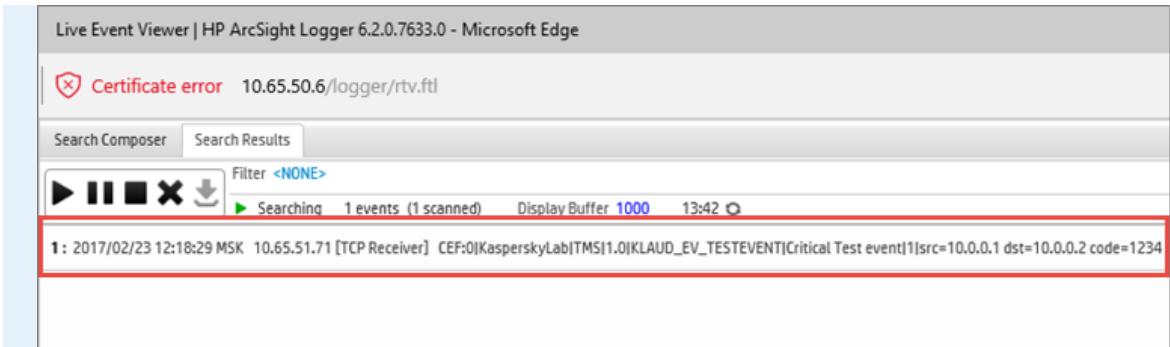 Live Event Viewer | HP ArcSight Logger 6.2.0.7633.0 - Microsoft Edge
Certificate error 10.65.50.6/logger/rtv.ftl
Search Composer Search Results
Filter <NONE>
Searching 1 events (1 scanned) Display Buffer 1000 13:42
1 : 2017/02/23 12:18:29 MSK 10.65.51.71 [TCP Receiver] CEF:0|KasperskyLab|TMS|1.0|KLAUD_EV_TESTEVENT|Critical Test event|1|src=10.0.0.1 dst=10.0.0.2 code=1234